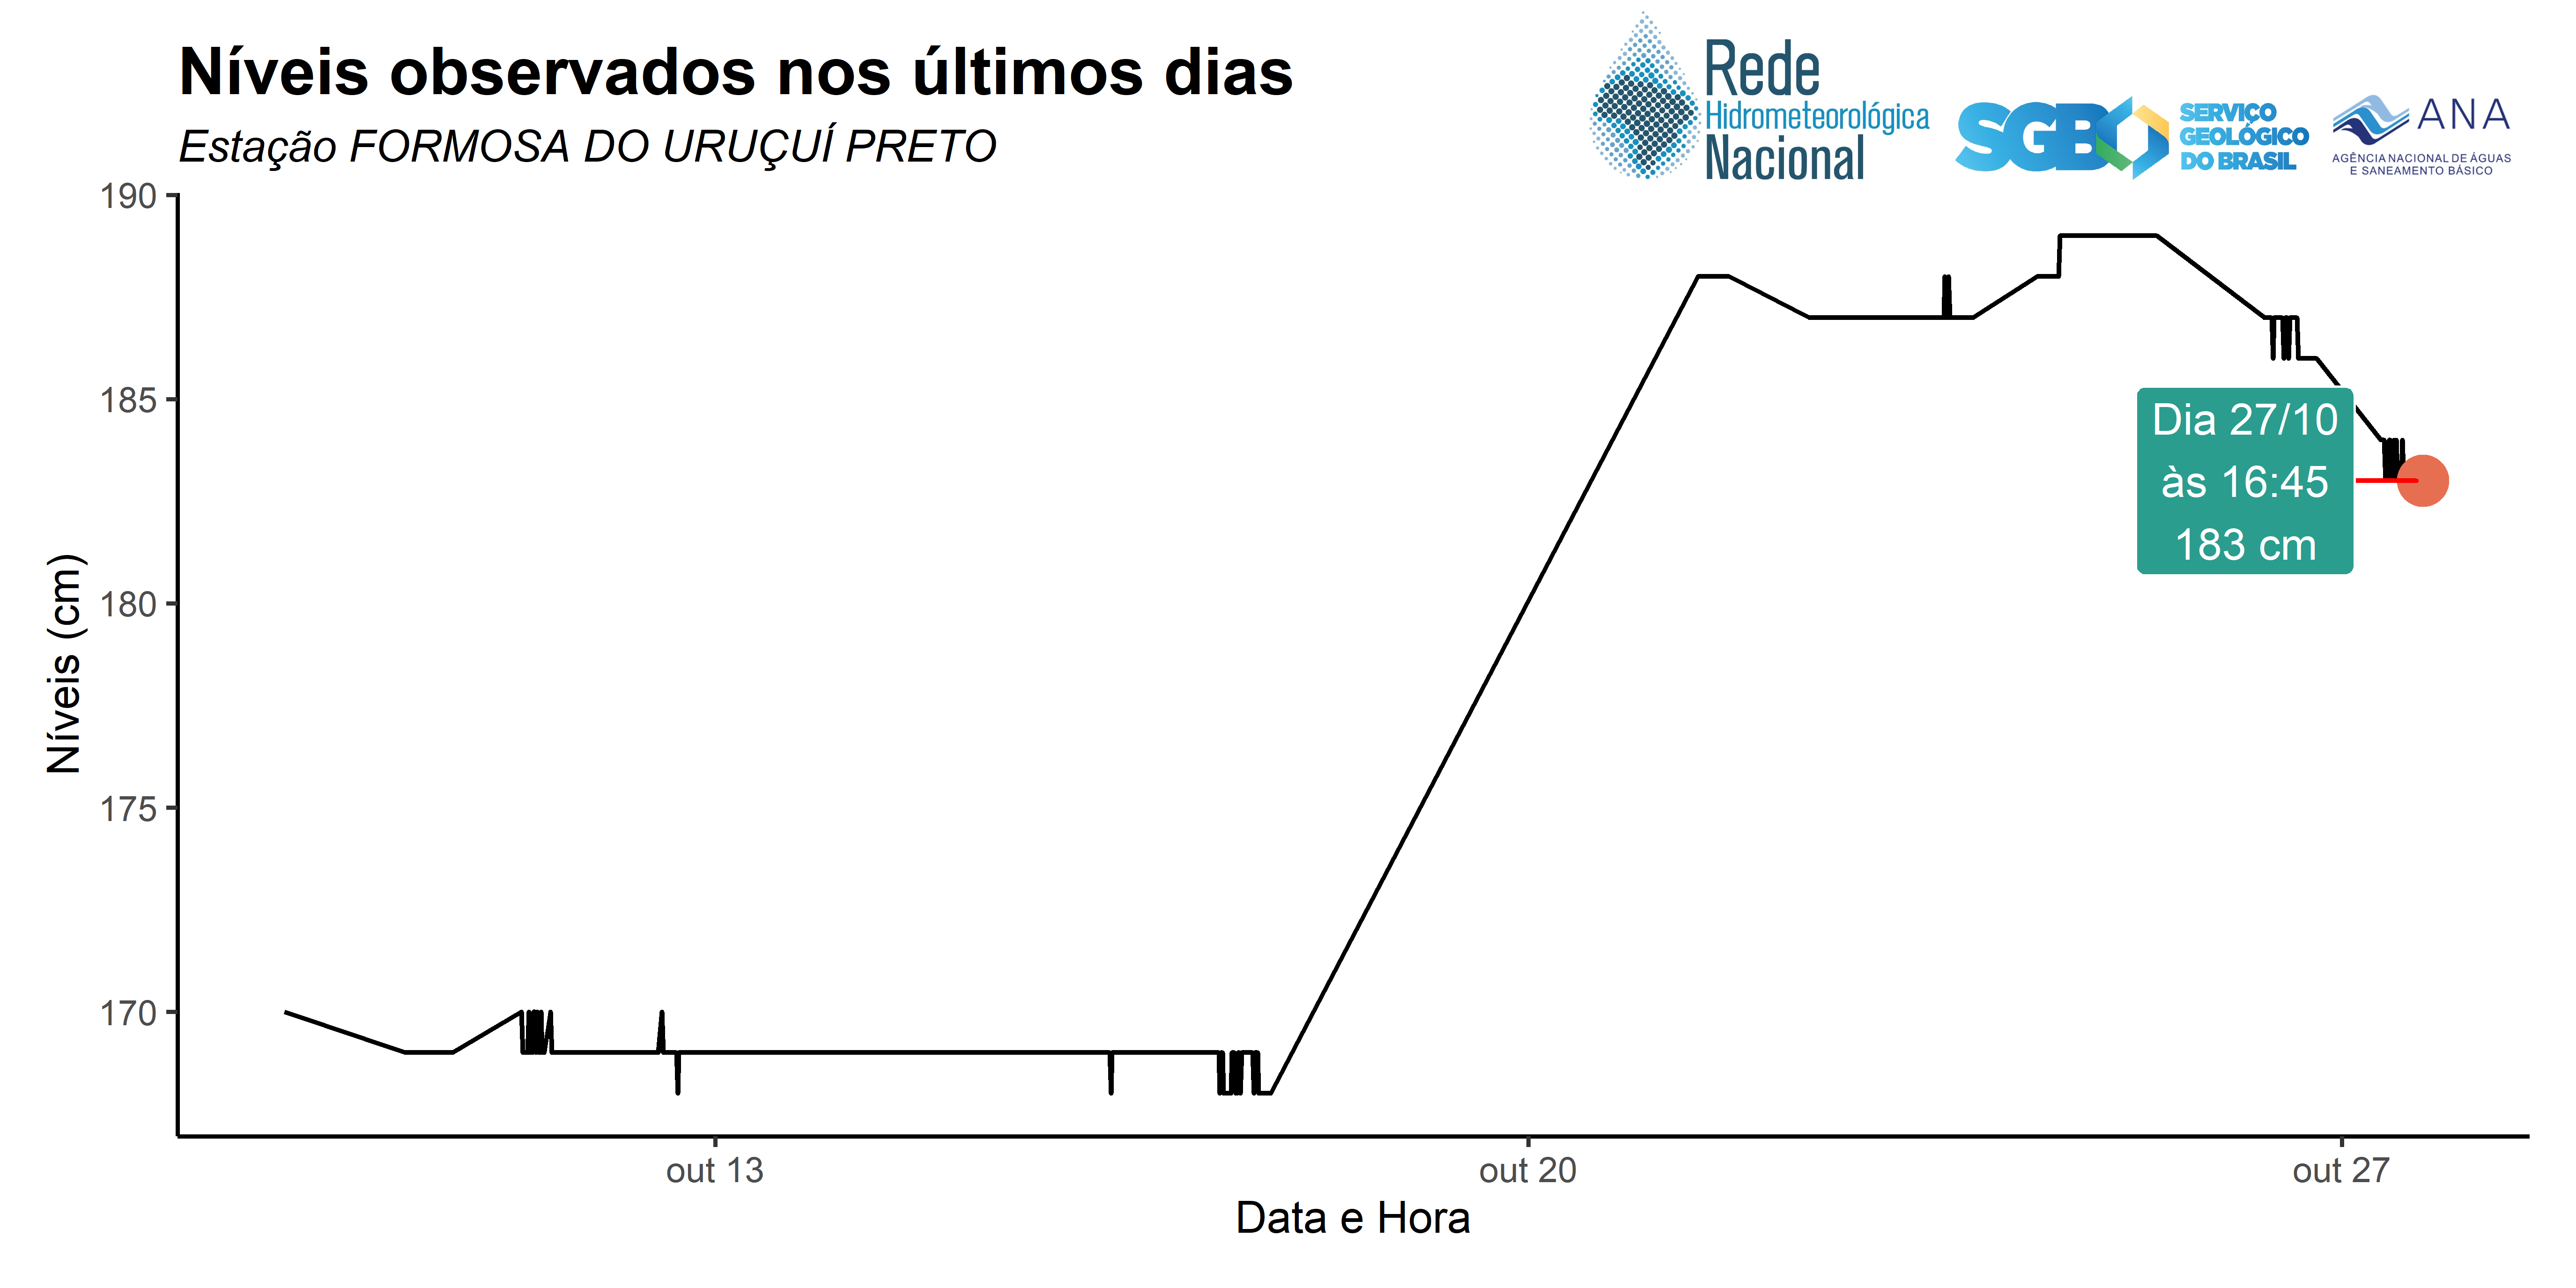 Níveis observados nos últimos dias
Estação FORMOSA DO URUÇUÍ PRETO
Rede
Hidrometeorológica
Nacional
SGB
SERVIÇO
GEOLÓGICO
DO BRASIL
ANA
AGÊNCIA NACIONAL DE ÁGUAS
E SANEAMENTO BÁSICO
190
185
180
175
170
Níveis (cm)
Dia 27/10
às 16:45
183 cm
out 13
out 20
out 27
Data e Hora